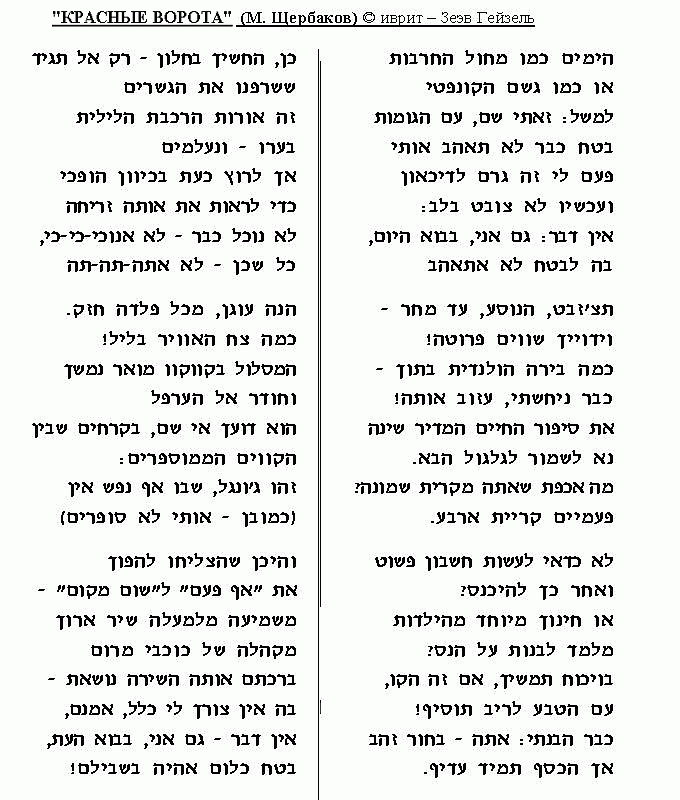 "КРАСНЫЕ ВОРОТА" (М. Щербаков) © иврит – Зеэв Гейзель
הימים כמו מחול החרבות
או כמו גשם הקונפטי
למשל: זאתי שם, עם הגומות
בטח כבר לא תאהב אותי
פעם לי זה גרם לדיכאון
ועכשיו לא צובט בלב:
אין דבר: גם אני, בבוא היום,
בה לבטח לא אתאהב
תצ'זבט, הנוסע, עד מחר -
וידוייך שווים פרוטה!
כמה בירה הולנדית בתוך -
כבר ניחשתי, עזוב אותה!
את סיפור החיים המדיר שינה
נא לשמור לגלגול הבא.
מה אכפת שאתה מקרית שמונה?
פעמיים קריית ארבע.
לא כדאי לעשות חשבון פשוט
ואחר כך להיכנס?
או חינוך מיוחד מהילדות
מלמד לבנות על הנס?
בויכוח תמשיך, אם זה הקו,
עם הטבע לריב תוסיף!
כבר הבנתי: אתה - בחור זהב
אך הכסף תמיד עדיף.
כן, החשיך בחלון - רק אל תגיד
ששרפנו את הגשרים
זה אורות הרכבת הלילית
בערו - ונעלמים
אך לרוץ כעת בכיוון הופכי
כדי לראות את אותה זריחה
לא נוכל כבר - לא אנוכי-כי-כי,
כל שכן - לא אתה-תה-תה
הנה עוגן, מכל פלדה חזק.
כמה צח האוויר בליל!
המסלול בקווקוו מואר נמשך
וחודר אל הערפל
הוא דועך אי שם, בקרחים שבין
הקווים הממוספרים:
זהו ג'ונגל, שבו אף נפש אין
(כמובן - אותי לא סופרים)
והיכן שהצליחו להפוך
את "אף פעם" ל"שום מקום" -
משמיעה מלמעלה שיר ארוך
מקהלה של כוכבי מרום
ברכתם אותה השירה נושאת -
בה אין צורך לי כלל, אמנם,
אין דבר - גם אני, בבוא העת,
בטח כלום אהיה בשבילם!